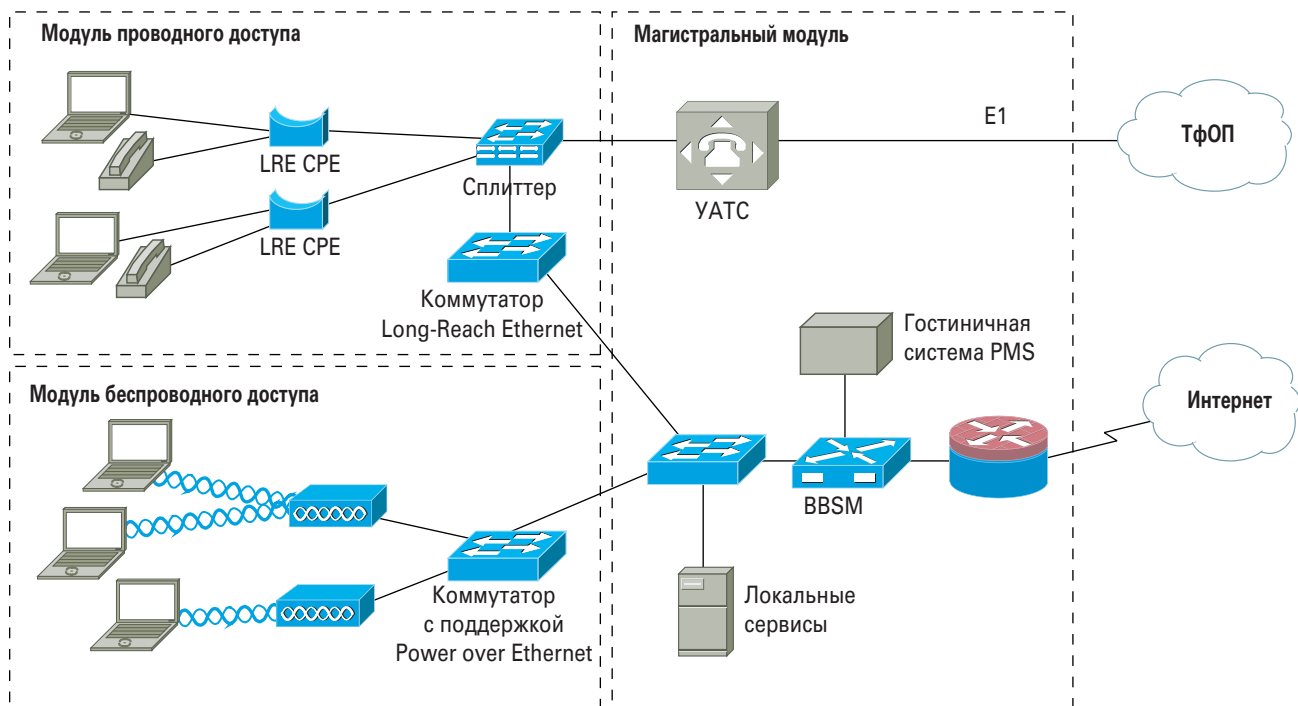 Модуль проводного доступа
LRE CPE
LRE CPE
Сплиттер
Коммутатор
Long-Reach Ethernet
Модуль беспроводного доступа
Коммутатор
с поддержкой
Power over Ethernet
Магистральный модуль
УАТС
E1
ТфОП
Гостиничная
система PMS
BBSM
Локальные
сервисы
Интернет